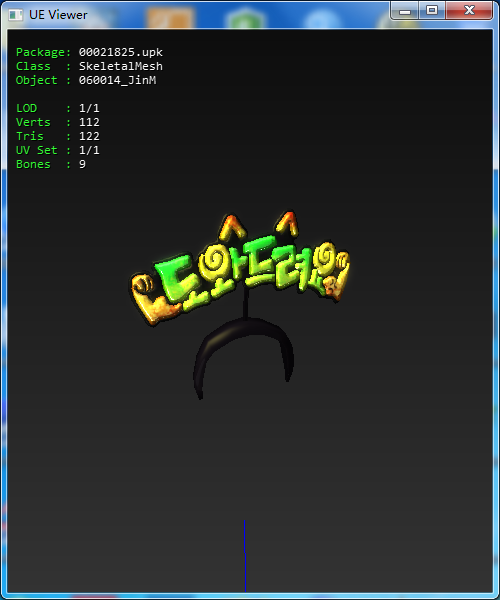 UE Viewer
Package: 00021825.upk
Class : SkeletalMesh
Object : 060014_JinM
LOD : 1/1
Verts : 112
Tris : 122
UV Set : 1/1
Bones : 9
도와드려요